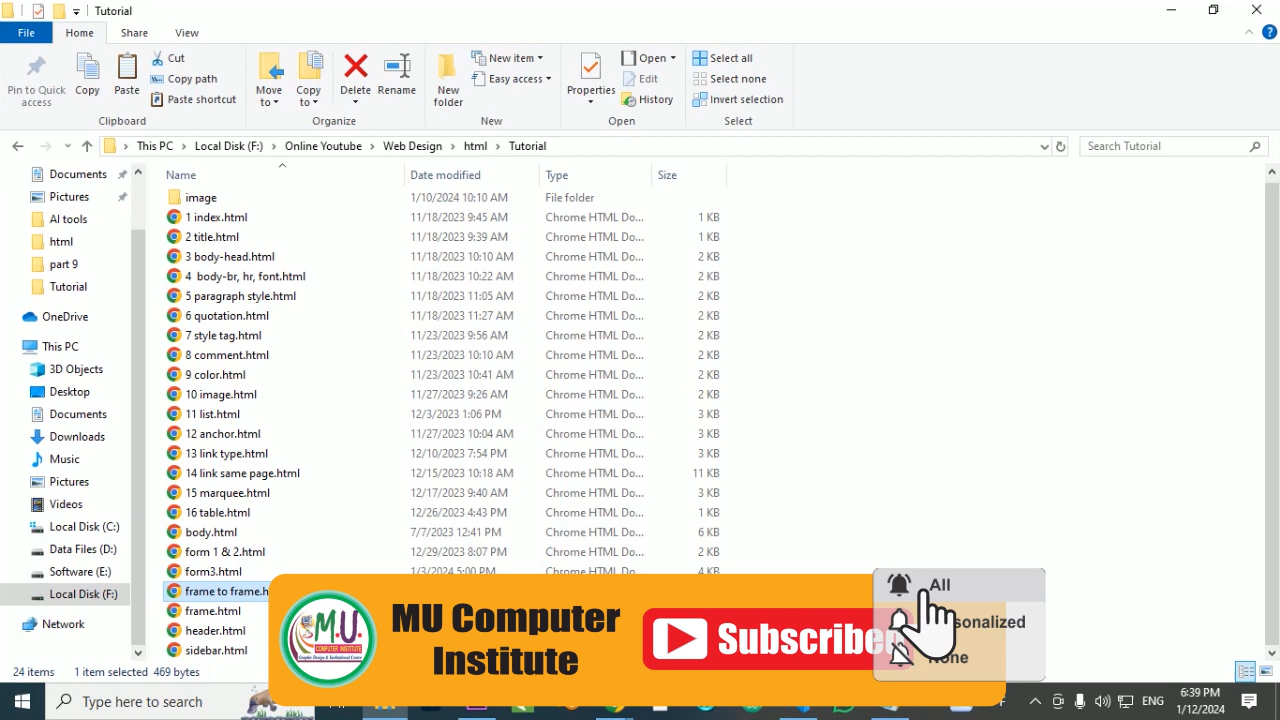 Tutorial
File Home Share View
Pin to Quick access
Copy
Paste
Cut
Copy path
Paste shortcut
Clipboard
Move to
Copy to
Delete
Rename
Organize
New folder
New item
Easy access
New
Properties
Open
Edit
History
Open
Select all
Select none
Invert selection
Select
This PC > Local Disk (F:) > Online Youtube > Web Design > html > Tutorial
Search Tutorial
Documents
Pictures
AI tools
html
part 9
Tutorial
OneDrive
This PC
3D Objects
Desktop
Documents
Downloads
Music
Pictures
Videos
Local Disk (C:)
Data Files (D:)
Software (E:)
Local Disk (F:)
Network
Name Date modified Type Size
image 1/10/2024 10:10 AM File folder
1 index.html 11/18/2023 9:45 AM Chrome HTML Do... 1 KB
2 title.html 11/18/2023 9:39 AM Chrome HTML Do... 1 KB
3 body-head.html 11/18/2023 10:10 AM Chrome HTML Do... 2 KB
4 body-br, hr, font.html 11/18/2023 10:22 AM Chrome HTML Do... 2 KB
5 paragraph style.html 11/18/2023 11:05 AM Chrome HTML Do... 2 KB
6 quotation.html 11/18/2023 11:27 AM Chrome HTML Do... 2 KB
7 style tag.html 11/23/2023 9:56 AM Chrome HTML Do... 2 KB
8 comment.html 11/23/2023 10:10 AM Chrome HTML Do... 2 KB
9 color.html 11/23/2023 10:41 AM Chrome HTML Do... 2 KB
10 image.html 11/27/2023 9:26 AM Chrome HTML Do... 2 KB
11 list.html 12/3/2023 1:06 PM Chrome HTML Do... 3 KB
12 anchor.html 11/27/2023 10:04 AM Chrome HTML Do... 3 KB
13 link type.html 12/10/2023 7:54 PM Chrome HTML Do... 3 KB
14 link same page.html 12/15/2023 10:18 AM Chrome HTML Do... 11 KB
15 marquee.html 12/17/2023 9:40 AM Chrome HTML Do... 3 KB
16 table.html 12/26/2023 4:43 PM Chrome HTML Do... 1 KB
body.html 7/7/2023 12:41 PM Chrome HTML Do... 6 KB
form 1 & 2.html 12/29/2023 8:07 PM Chrome HTML Do... 2 KB
form3.html 1/3/2024 5:00 PM Chrome HTML Do... 4 KB
frame to frame.h
frame.html
header.html
sidebar.html
M.U.
COMPUTER INSTITUTE
MU Computer
Institute
Subscribe
All
sonalized
None
24 items 1 item selected 469 bytes
Type here to search
ENG
6:39 PM
1/12/2024